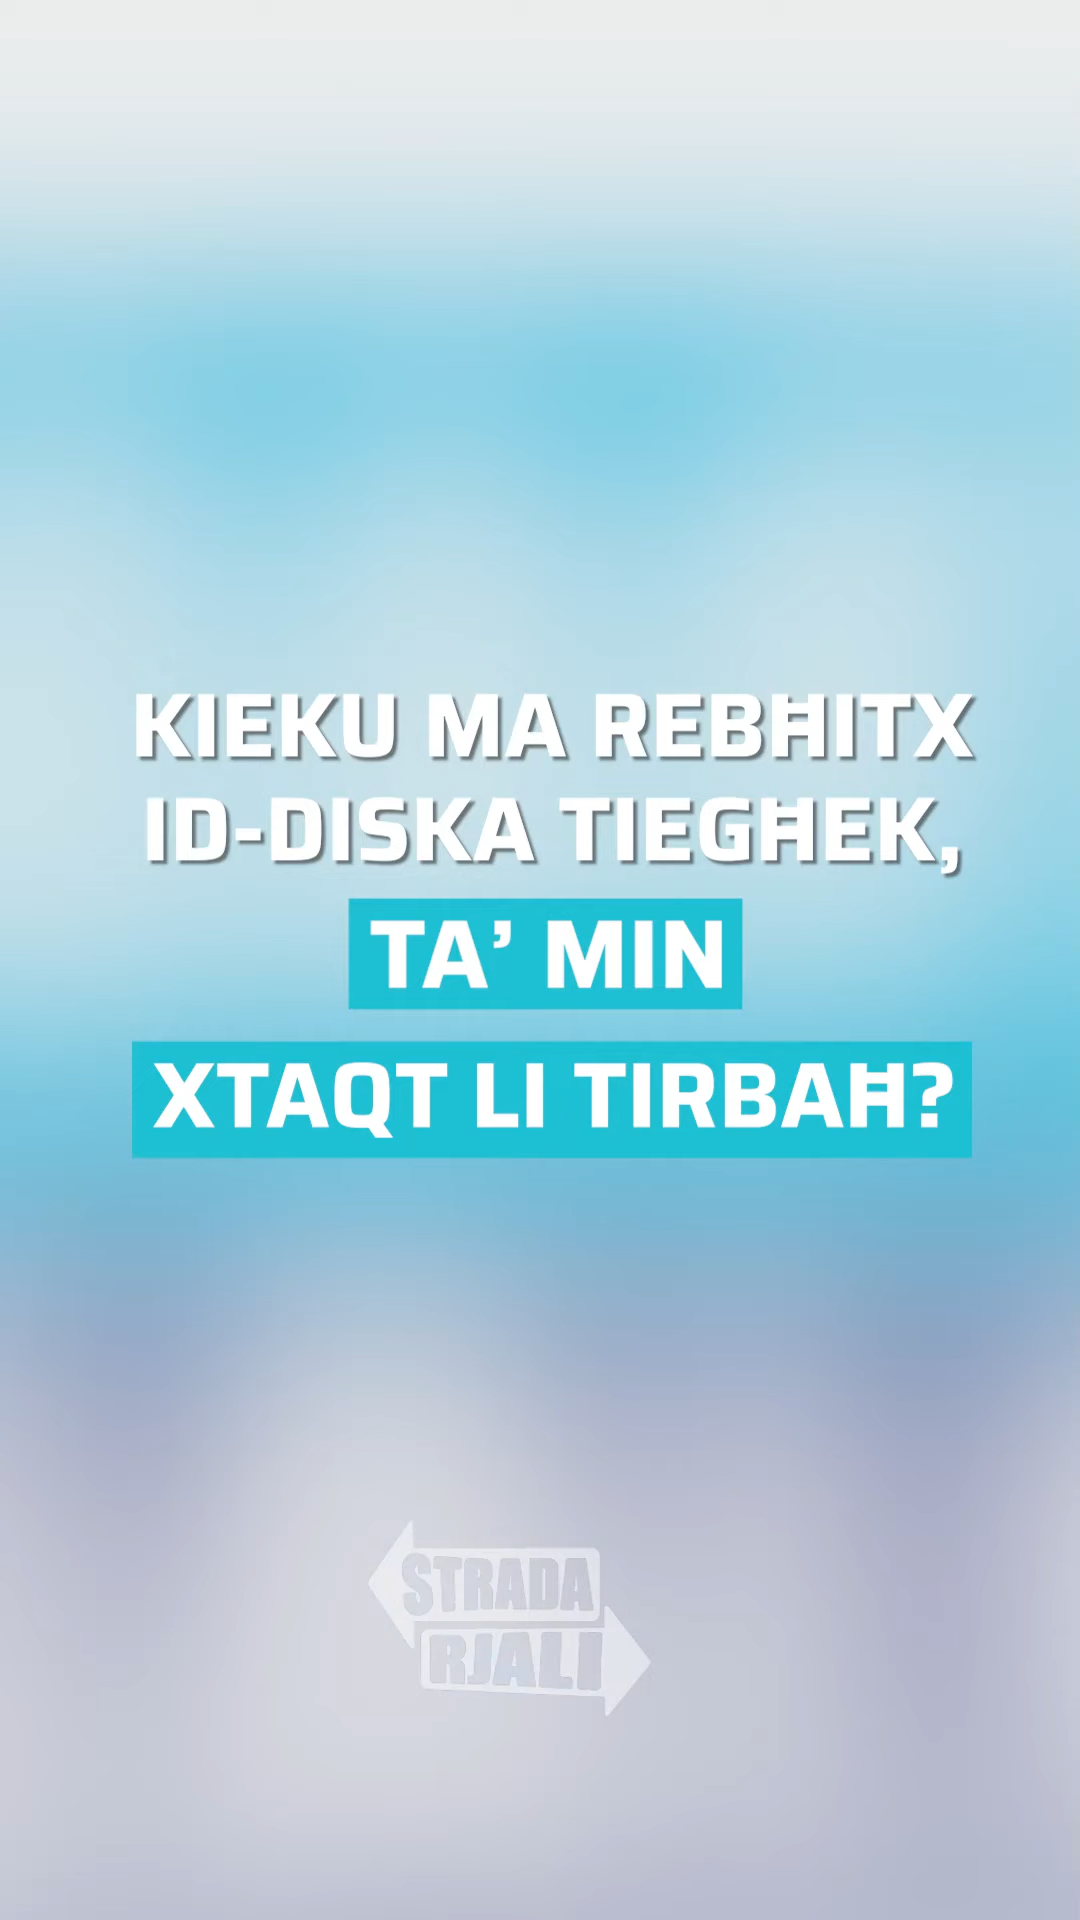 KIEKU MA REBĦITX
ID-DISKA TIEGĦEK,
TA’ MIN
XTAQT LI TIRBAĦ?
STRADA
RJALI